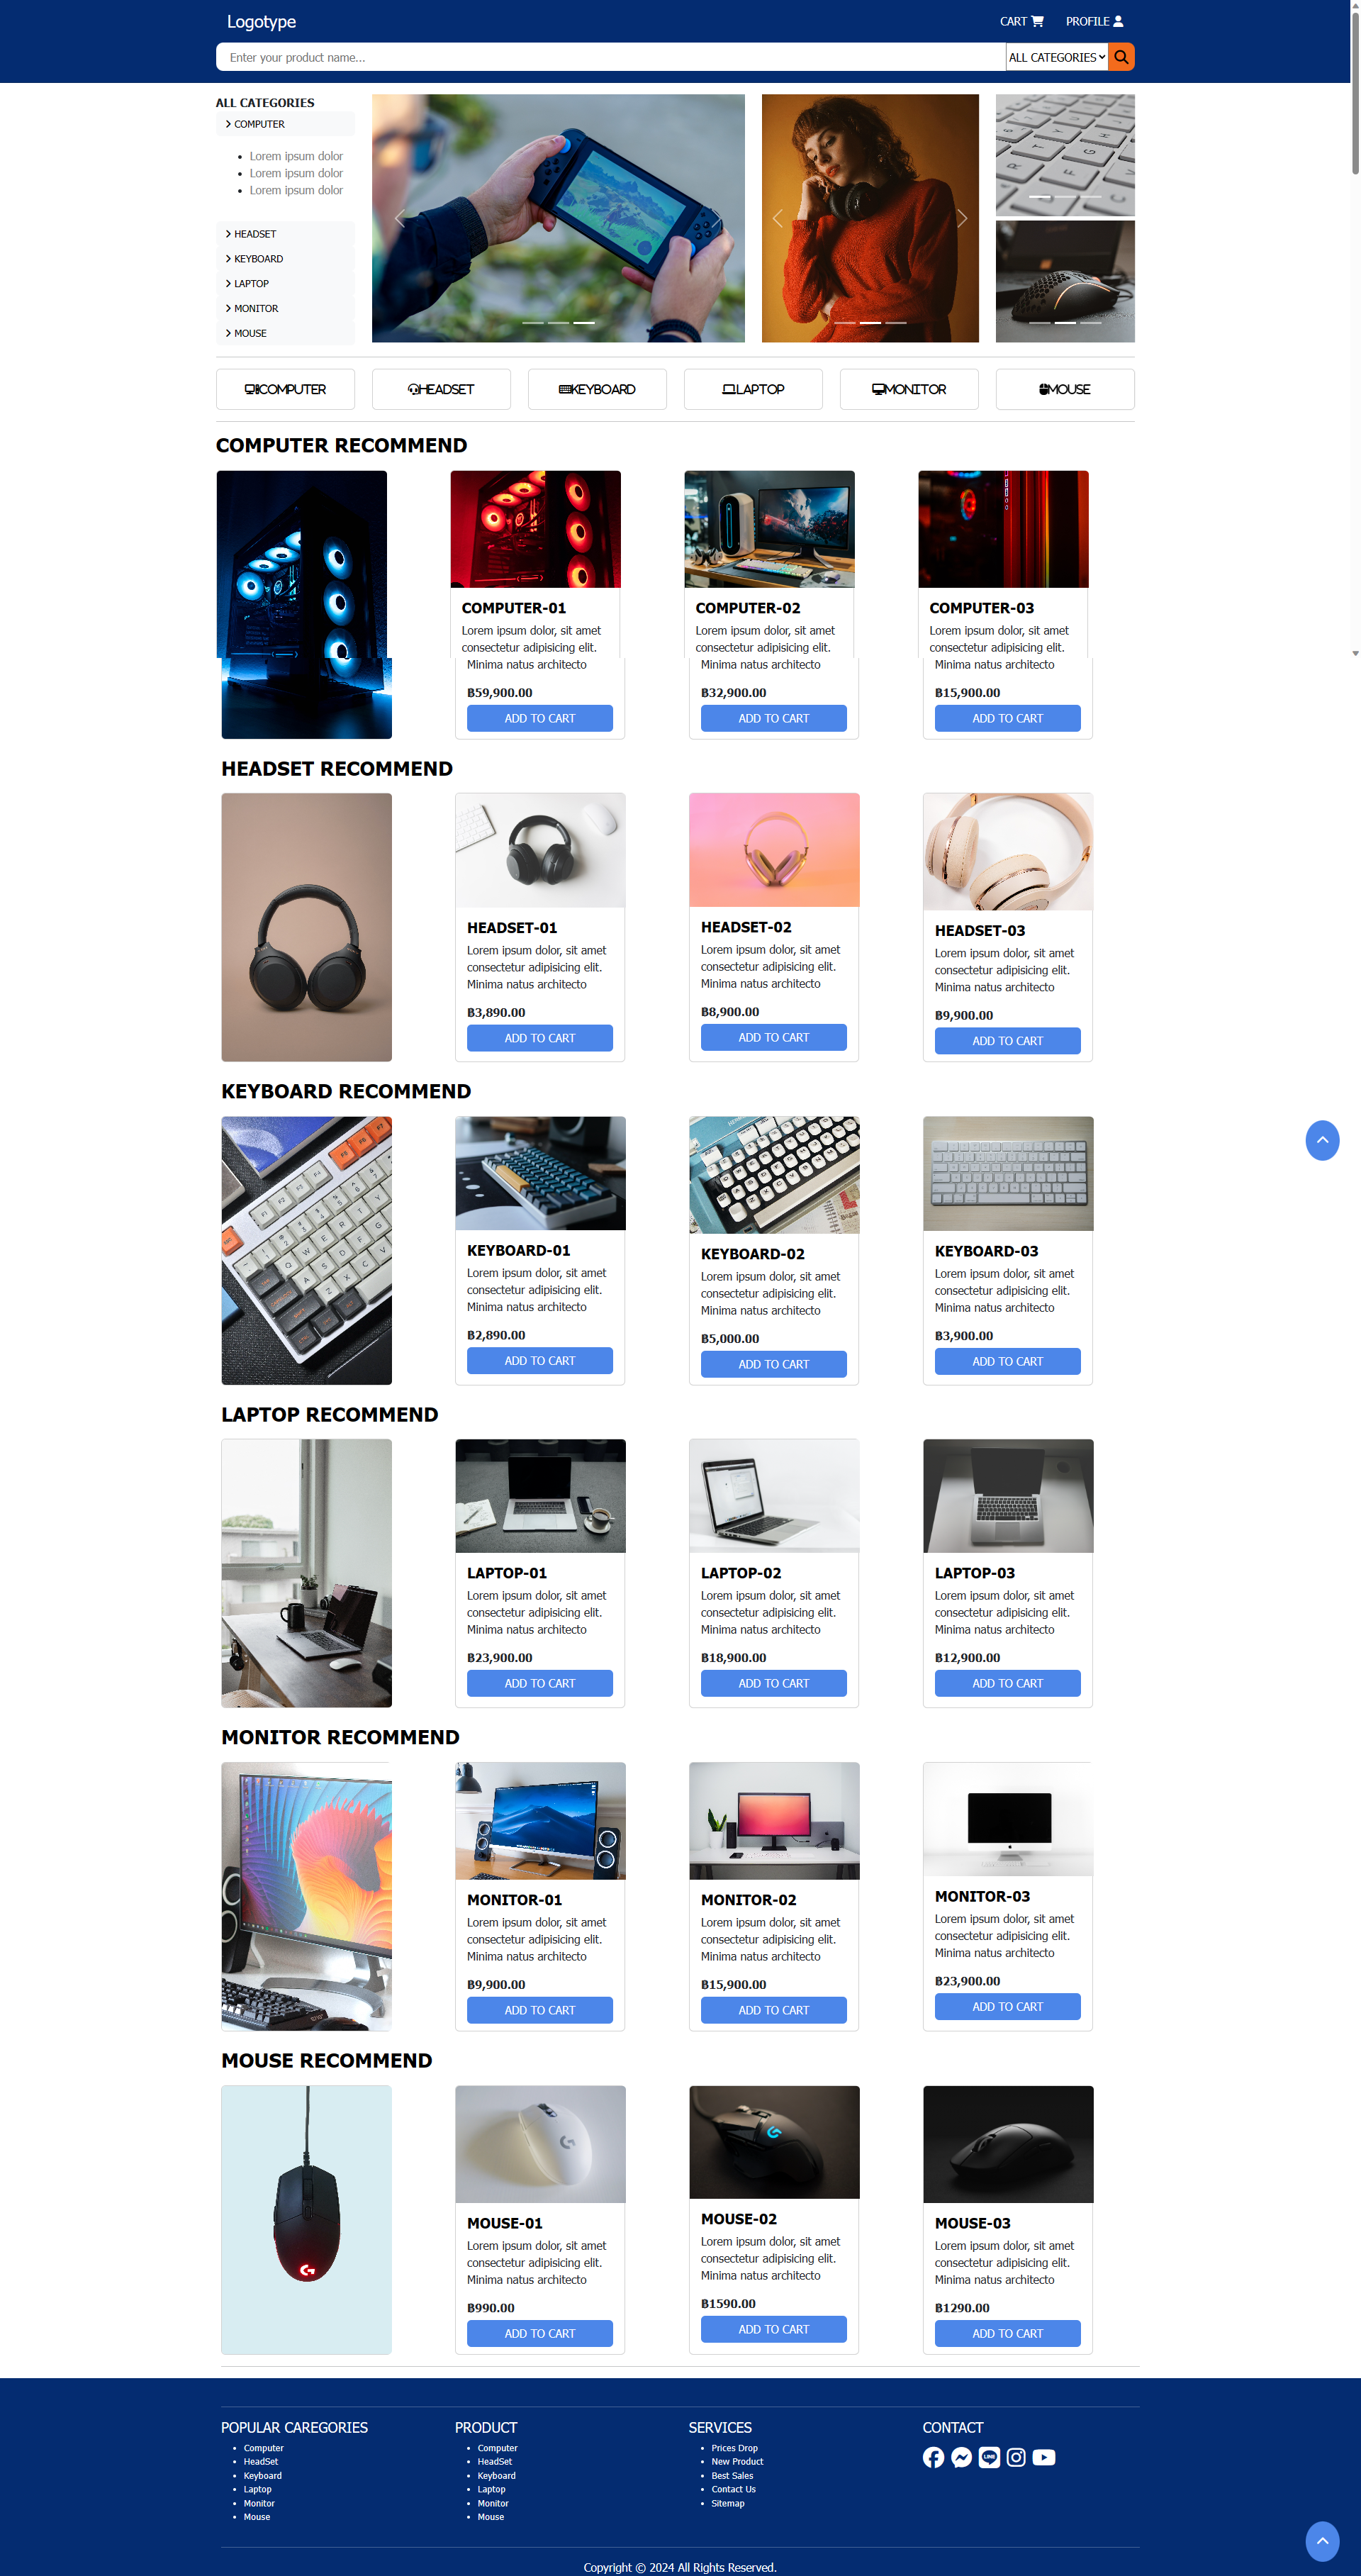 Logotype
CART
PROFILE
Enter your product name...
ALL CATEGORIES
ALL CATEGORIES
COMPUTER
Lorem ipsum dolor
Lorem ipsum dolor
Lorem ipsum dolor
HEADSET
KEYBOARD
LAPTOP
MONITOR
MOUSE
COMPUTER
HEADSET
KEYBOARD
LAPTOP
MONITOR
MOUSE
COMPUTER RECOMMEND
COMPUTER-01
Lorem ipsum dolor, sit amet
consectetur adipisicing elit.
Minima natus architecto
฿59,900.00
ADD TO CART
COMPUTER-02
Lorem ipsum dolor, sit amet
consectetur adipisicing elit.
Minima natus architecto
฿32,900.00
ADD TO CART
COMPUTER-03
Lorem ipsum dolor, sit amet
consectetur adipisicing elit.
Minima natus architecto
฿15,900.00
ADD TO CART
HEADSET RECOMMEND
HEADSET-01
Lorem ipsum dolor, sit amet
consectetur adipisicing elit.
Minima natus architecto
฿3,890.00
ADD TO CART
HEADSET-02
Lorem ipsum dolor, sit amet
consectetur adipisicing elit.
Minima natus architecto
฿8,900.00
ADD TO CART
HEADSET-03
Lorem ipsum dolor, sit amet
consectetur adipisicing elit.
Minima natus architecto
฿9,900.00
ADD TO CART
KEYBOARD RECOMMEND
KEYBOARD-01
Lorem ipsum dolor, sit amet
consectetur adipisicing elit.
Minima natus architecto
฿2,890.00
ADD TO CART
KEYBOARD-02
Lorem ipsum dolor, sit amet
consectetur adipisicing elit.
Minima natus architecto
฿5,000.00
ADD TO CART
KEYBOARD-03
Lorem ipsum dolor, sit amet
consectetur adipisicing elit.
Minima natus architecto
฿3,900.00
ADD TO CART
LAPTOP RECOMMEND
LAPTOP-01
Lorem ipsum dolor, sit amet
consectetur adipisicing elit.
Minima natus architecto
฿23,900.00
ADD TO CART
LAPTOP-02
Lorem ipsum dolor, sit amet
consectetur adipisicing elit.
Minima natus architecto
฿18,900.00
ADD TO CART
LAPTOP-03
Lorem ipsum dolor, sit amet
consectetur adipisicing elit.
Minima natus architecto
฿12,900.00
ADD TO CART
MONITOR RECOMMEND
MONITOR-01
Lorem ipsum dolor, sit amet
consectetur adipisicing elit.
Minima natus architecto
฿9,900.00
ADD TO CART
MONITOR-02
Lorem ipsum dolor, sit amet
consectetur adipisicing elit.
Minima natus architecto
฿15,900.00
ADD TO CART
MONITOR-03
Lorem ipsum dolor, sit amet
consectetur adipisicing elit.
Minima natus architecto
฿23,900.00
ADD TO CART
MOUSE RECOMMEND
MOUSE-01
Lorem ipsum dolor, sit amet
consectetur adipisicing elit.
Minima natus architecto
฿990.00
ADD TO CART
MOUSE-02
Lorem ipsum dolor, sit amet
consectetur adipisicing elit.
Minima natus architecto
฿1590.00
ADD TO CART
MOUSE-03
Lorem ipsum dolor, sit amet
consectetur adipisicing elit.
Minima natus architecto
฿1290.00
ADD TO CART
POPULAR CAREGORIES
Computer
HeadSet
Keyboard
Laptop
Monitor
Mouse
PRODUCT
Computer
HeadSet
Keyboard
Laptop
Monitor
Mouse
SERVICES
Prices Drop
New Product
Best Sales
Contact Us
Sitemap
CONTACT
LINE
Copyright © 2024 All Rights Reserved.